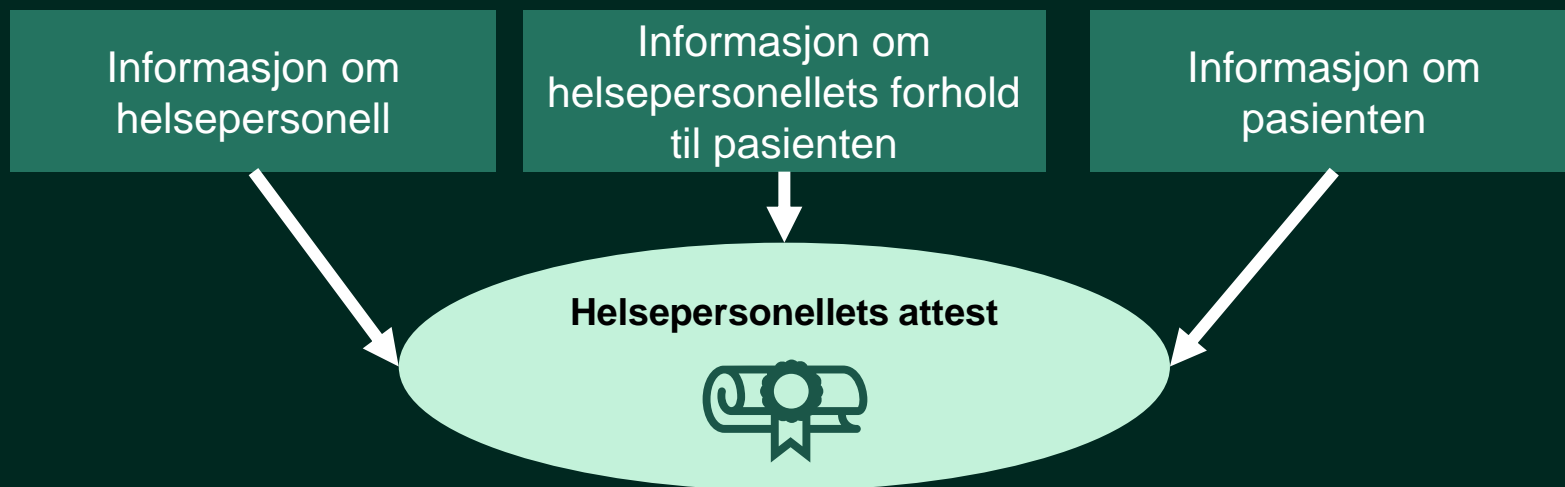 Informasjon om
helsepersonell
Informasjon om
helsepersonellets forhold
til pasienten
Informasjon om
pasienten
Helsepersonellets attest